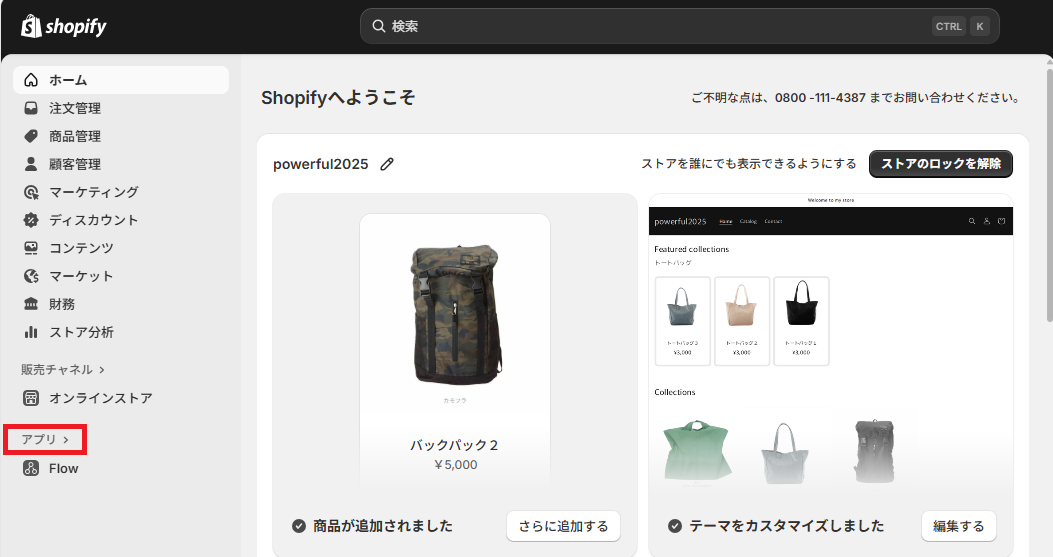 shopify
検索
CTRL K
ホーム
注文管理
商品管理
顧客管理
マーケティング
ディスカウント
コンテンツ
マーケット
財務
ストア分析
販売チャネル >
オンラインストア
アプリ >
Flow
Shopifyへようこそ
ご不明な点は、0800 -111-4387 までお問い合わせください。
powerful2025
ストアを誰にでも表示できるようにする
ストアのロックを解除
カモフラ
バックパック２
￥5,000
商品が追加されました
さらに追加する
Welcome to my store
powerful2025 Home Catalog Contact
Featured collections
トートバッグ
トートバッグ３ トートバッグ２ トートバッグ１
¥3,000 ¥3,000 ¥3,000
Collections
テーマをカスタマイズしました
編集する